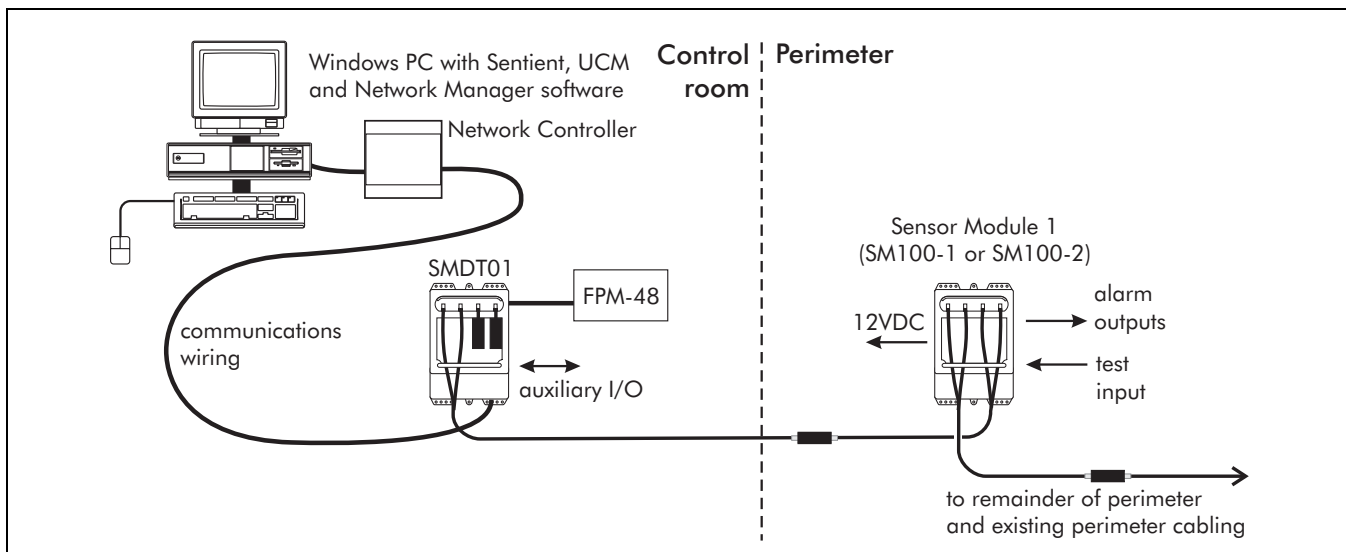 Windows PC with Sentient, UCM
and Network Manager software
Network Controller
Control
room
Perimeter
SMDT01
FPM-48
communications
wiring
auxiliary I/O
Sensor Module 1
(SM100-1 or SM100-2)
12VDC
alarm
outputs
test
input
to remainder of perimeter
and existing perimeter cabling